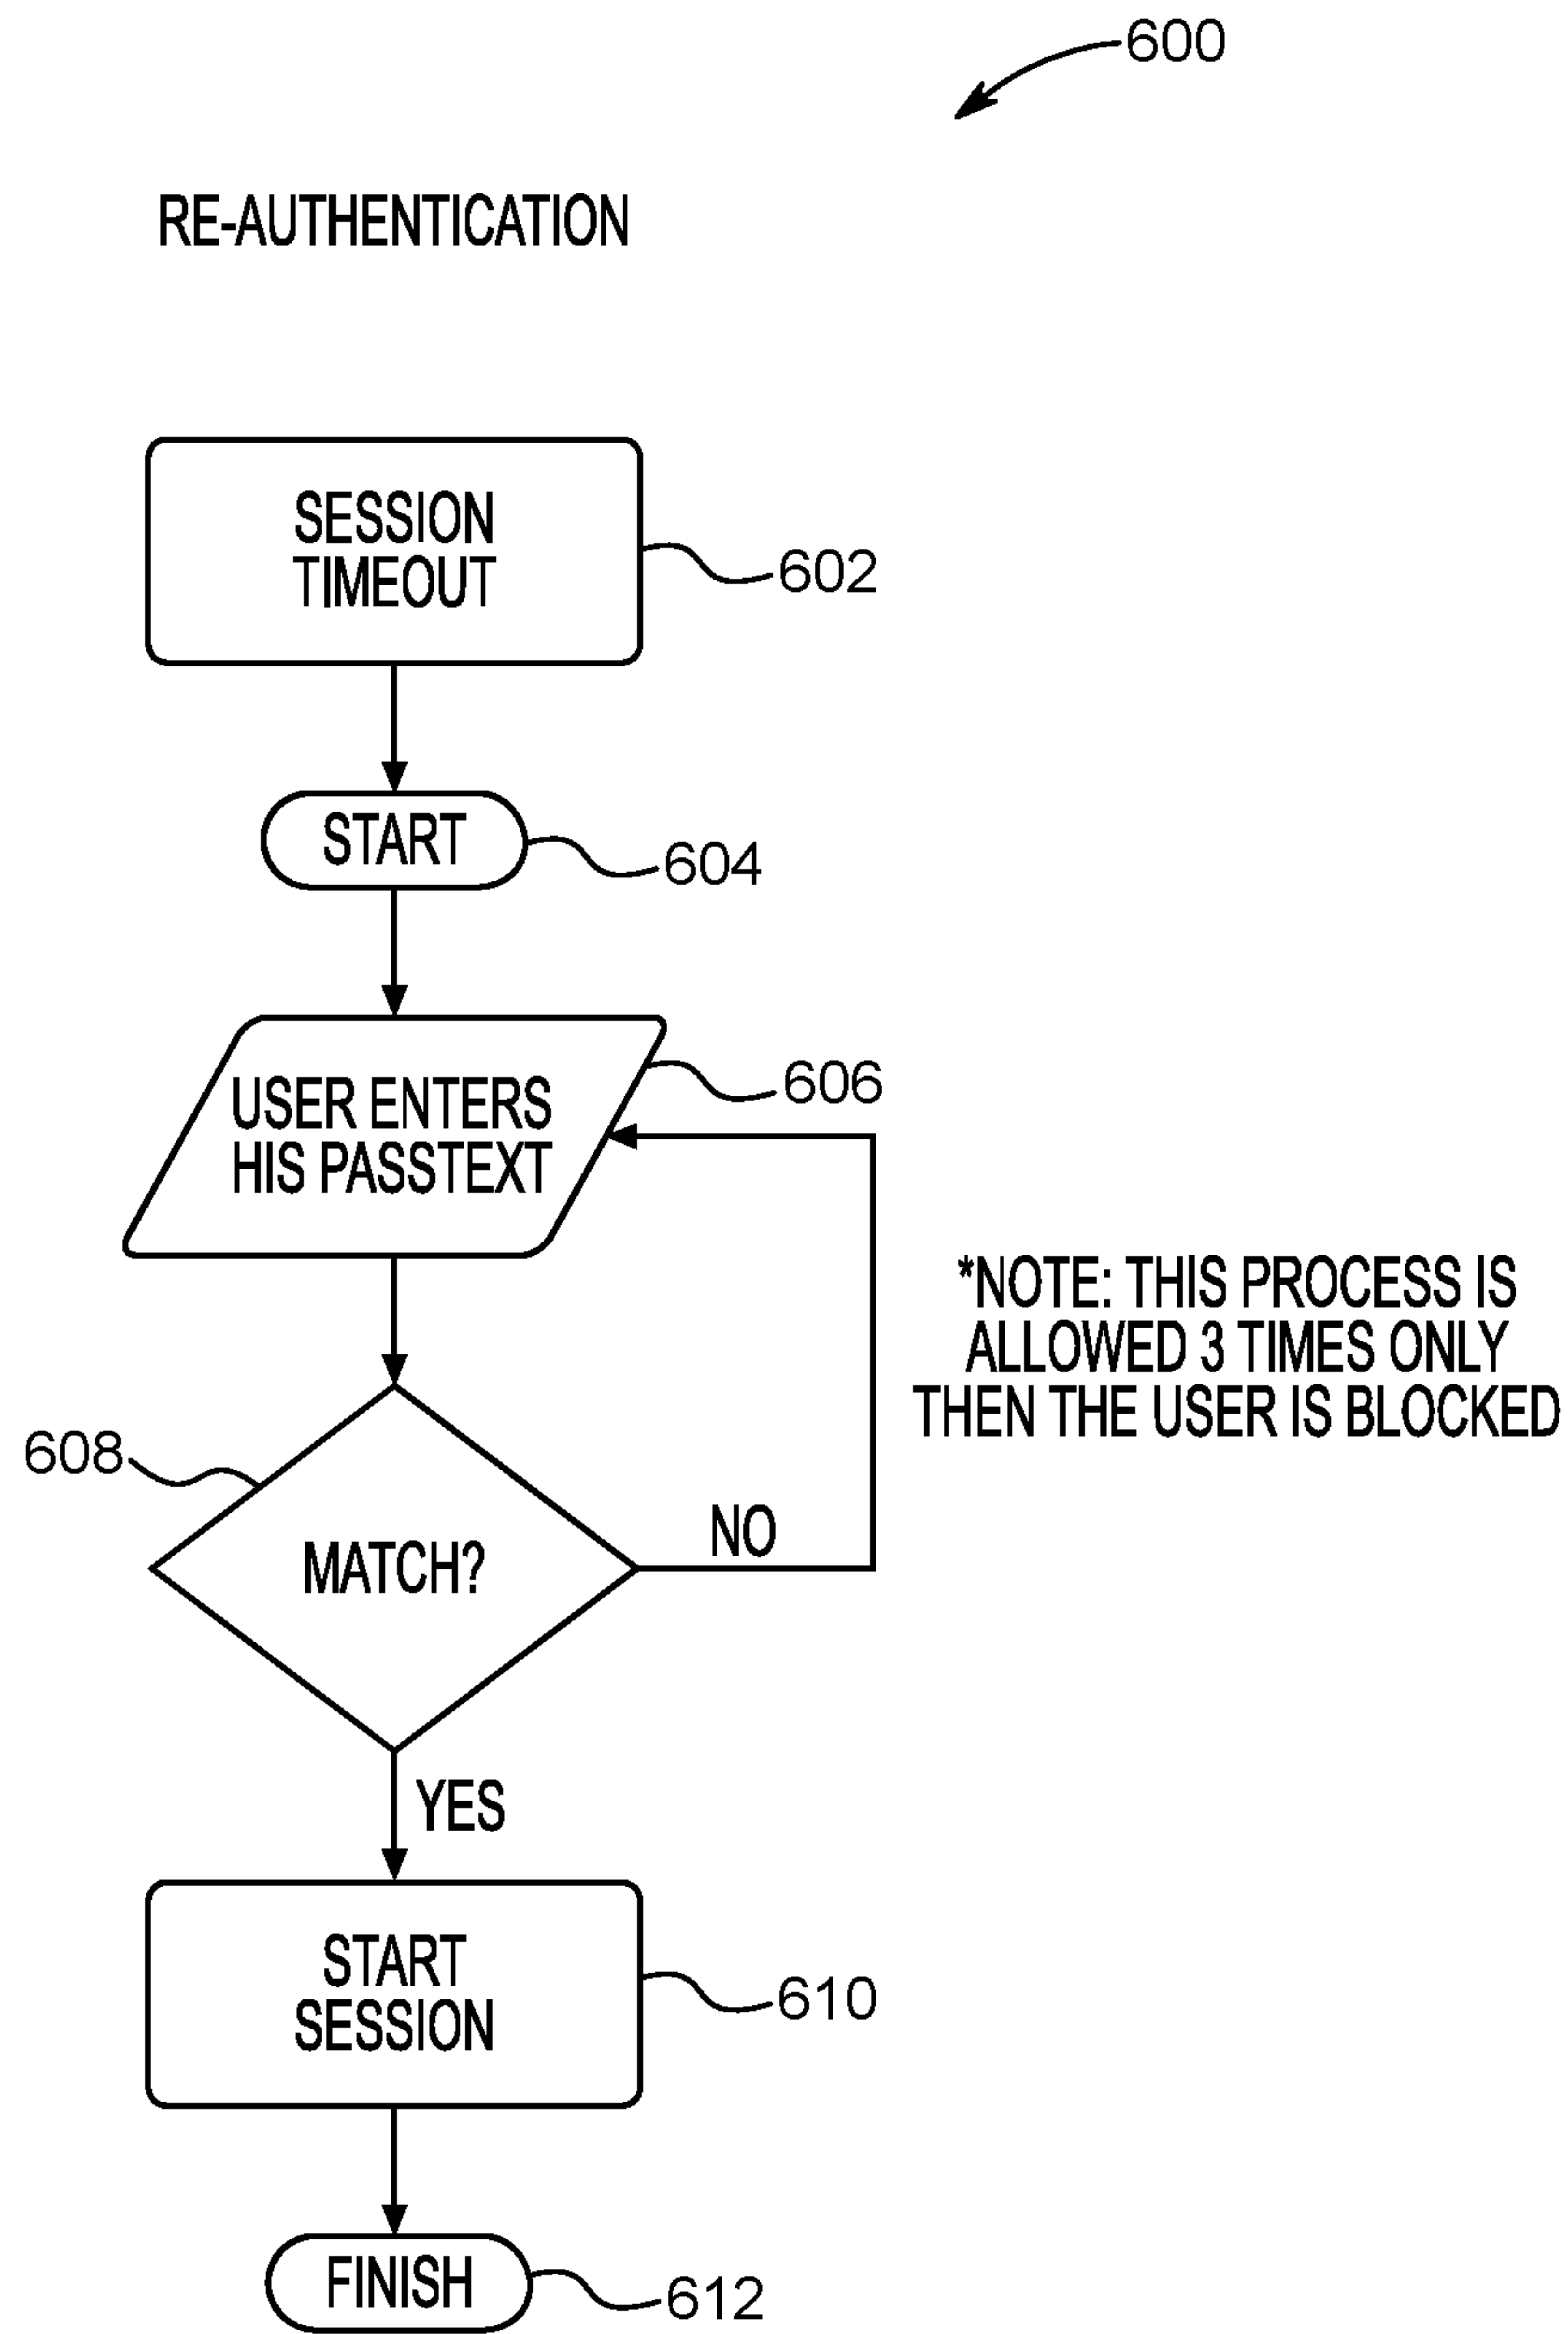 600
RE-AUTHENTICATION
SESSION
TIMEOUT
602
START
604
USER ENTERS
HIS PASSTEXT
606
*NOTE: THIS PROCESS IS
ALLOWED 3 TIMES ONLY
THEN THE USER IS BLOCKED
608
MATCH?
NO
YES
START
SESSION
610
FINISH
612